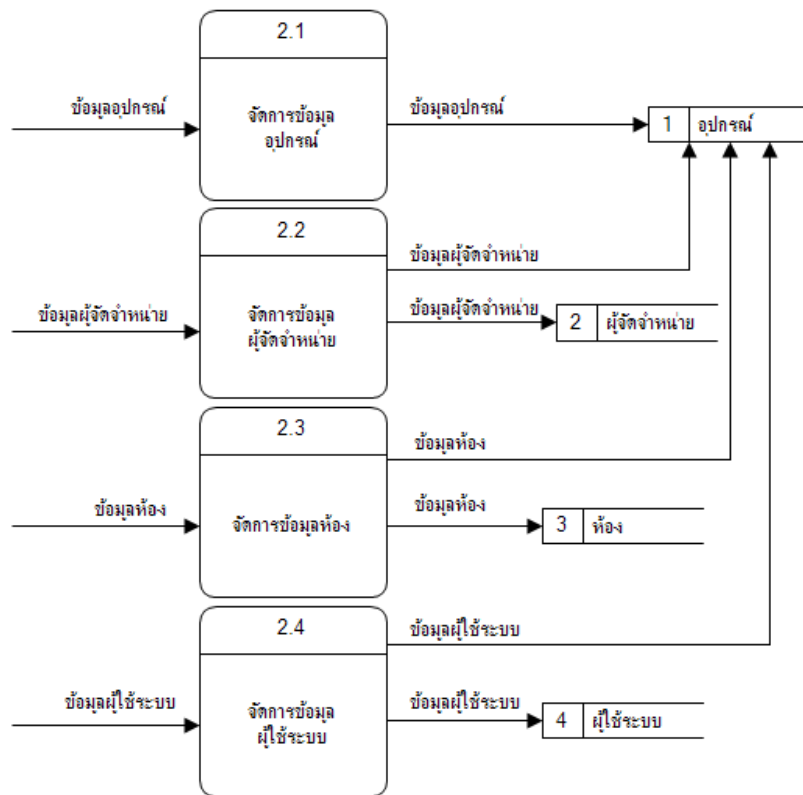 2.1
ข้อมูลอุปกรณ์
จัดการข้อมูล
อุปกรณ์
ข้อมูลอุปกรณ์
1 อุปกรณ์
2.2
ข้อมูลผู้จัดจำหน่าย
ข้อมูลผู้จัดจำหน่าย
จัดการข้อมูล
ผู้จัดจำหน่าย
ข้อมูลผู้จัดจำหน่าย
2 ผู้จัดจำหน่าย
2.3
ข้อมูลห้อง
ข้อมูลห้อง
จัดการข้อมูลห้อง
ข้อมูลห้อง
3 ห้อง
2.4
ข้อมูลผู้ใช้ระบบ
ข้อมูลผู้ใช้ระบบ
จัดการข้อมูล
ผู้ใช้ระบบ
ข้อมูลผู้ใช้ระบบ
4 ผู้ใช้ระบบ